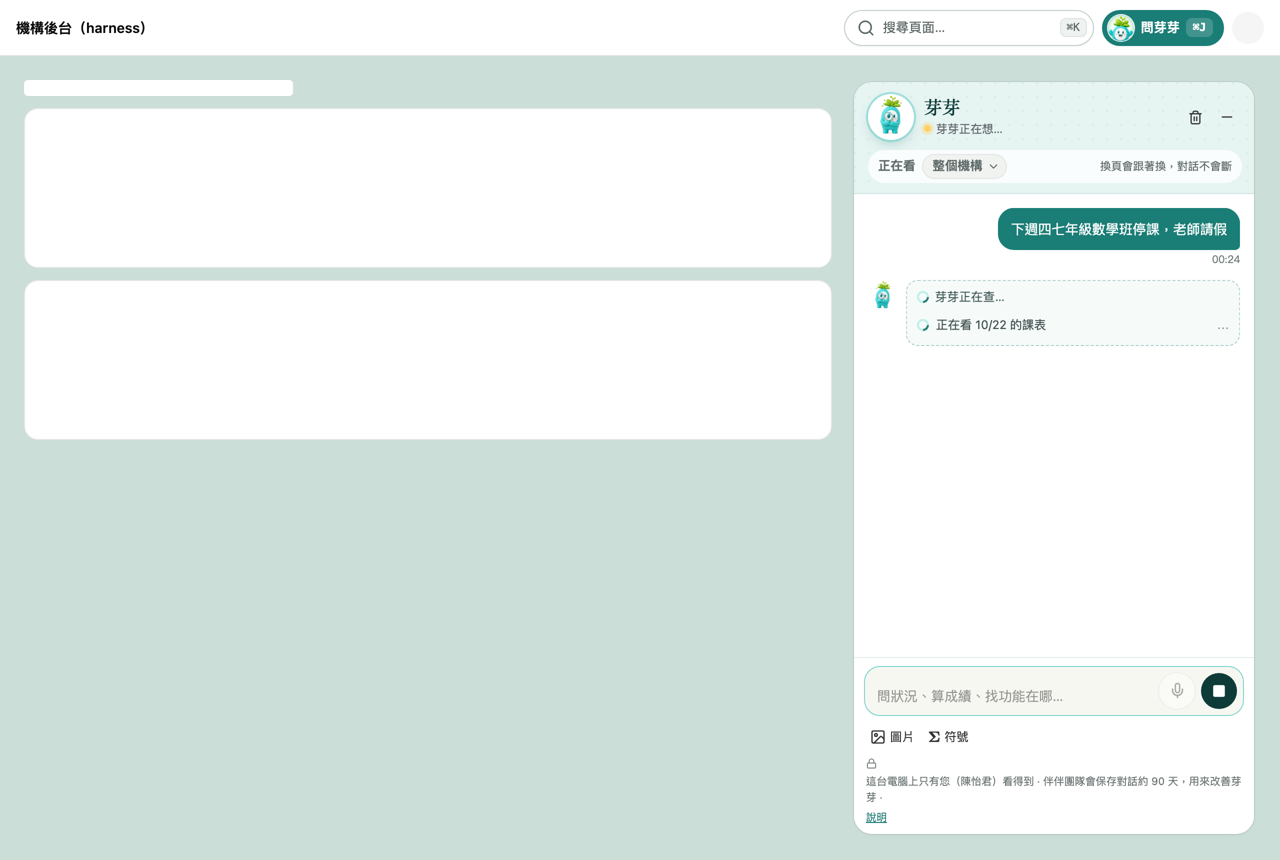 機構後台（harness）
搜尋頁面... ⌘K
問芽芽 ⌘J
芽芽
芽芽正在想...
正在看 整個機構 換頁會跟著換，對話不會斷
下週四七年級數學班停課，老師請假
00:24
芽芽正在查...
正在看 10/22 的課表 ...
問狀況、算成績、找功能在哪...
圖片 符號
這台電腦上只有您（陳怡君）看得到 · 伴伴團隊會保存對話約 90 天，用來改善芽
芽 ·
說明